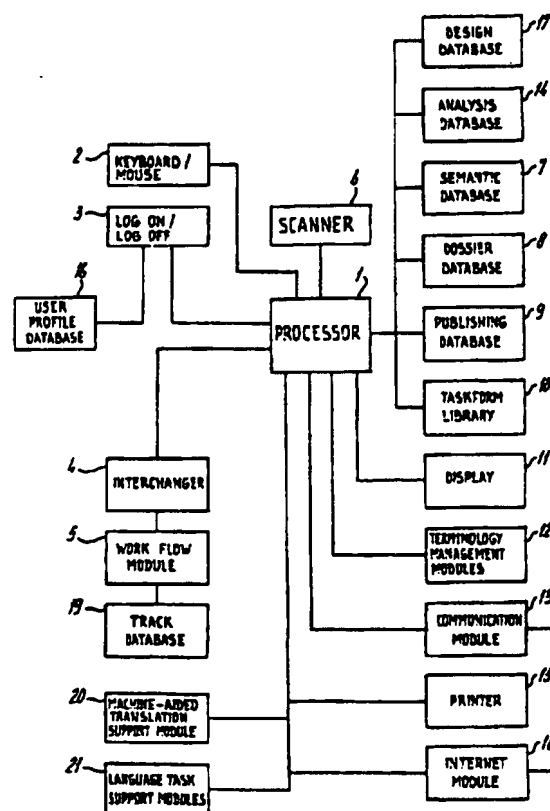 17
DESIGN
DATABASE
14
ANALYSIS
DATABASE
2
KEYBOARD/
MOUSE
7
SEMANTIC
DATABASE
6
SCANNER
3
LOG ON/
LOG OFF
8
DOSSIER
DATABASE
16
USER
PROFILE
DATABASE
1
PROCESSOR
9
PUBLISHING
DATABASE
TASKFORM
LIBRARY
4
INTERCHANGER
11
DISPLAY
5
WORK FLOW
MODULE
12
TERMINOLOGY
MANAGEMENT
MODULES
19
TRACK
DATABASE
COMMUNICATION
MODULE
20
MACHINE-AIDED
TRANSLATION
SUPPORT MODULE
PRINTER
21
LANGUAGE TASK
SUPPORT MODULES
INTERNET
MODULE